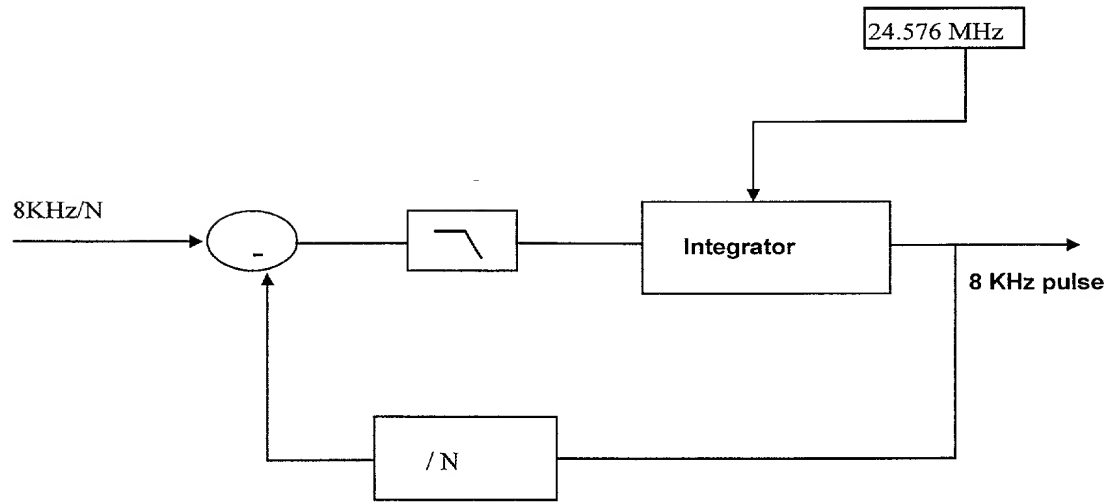 24.576 MHz
8KHz/N
-
Integrator
8 KHz pulse
/ N